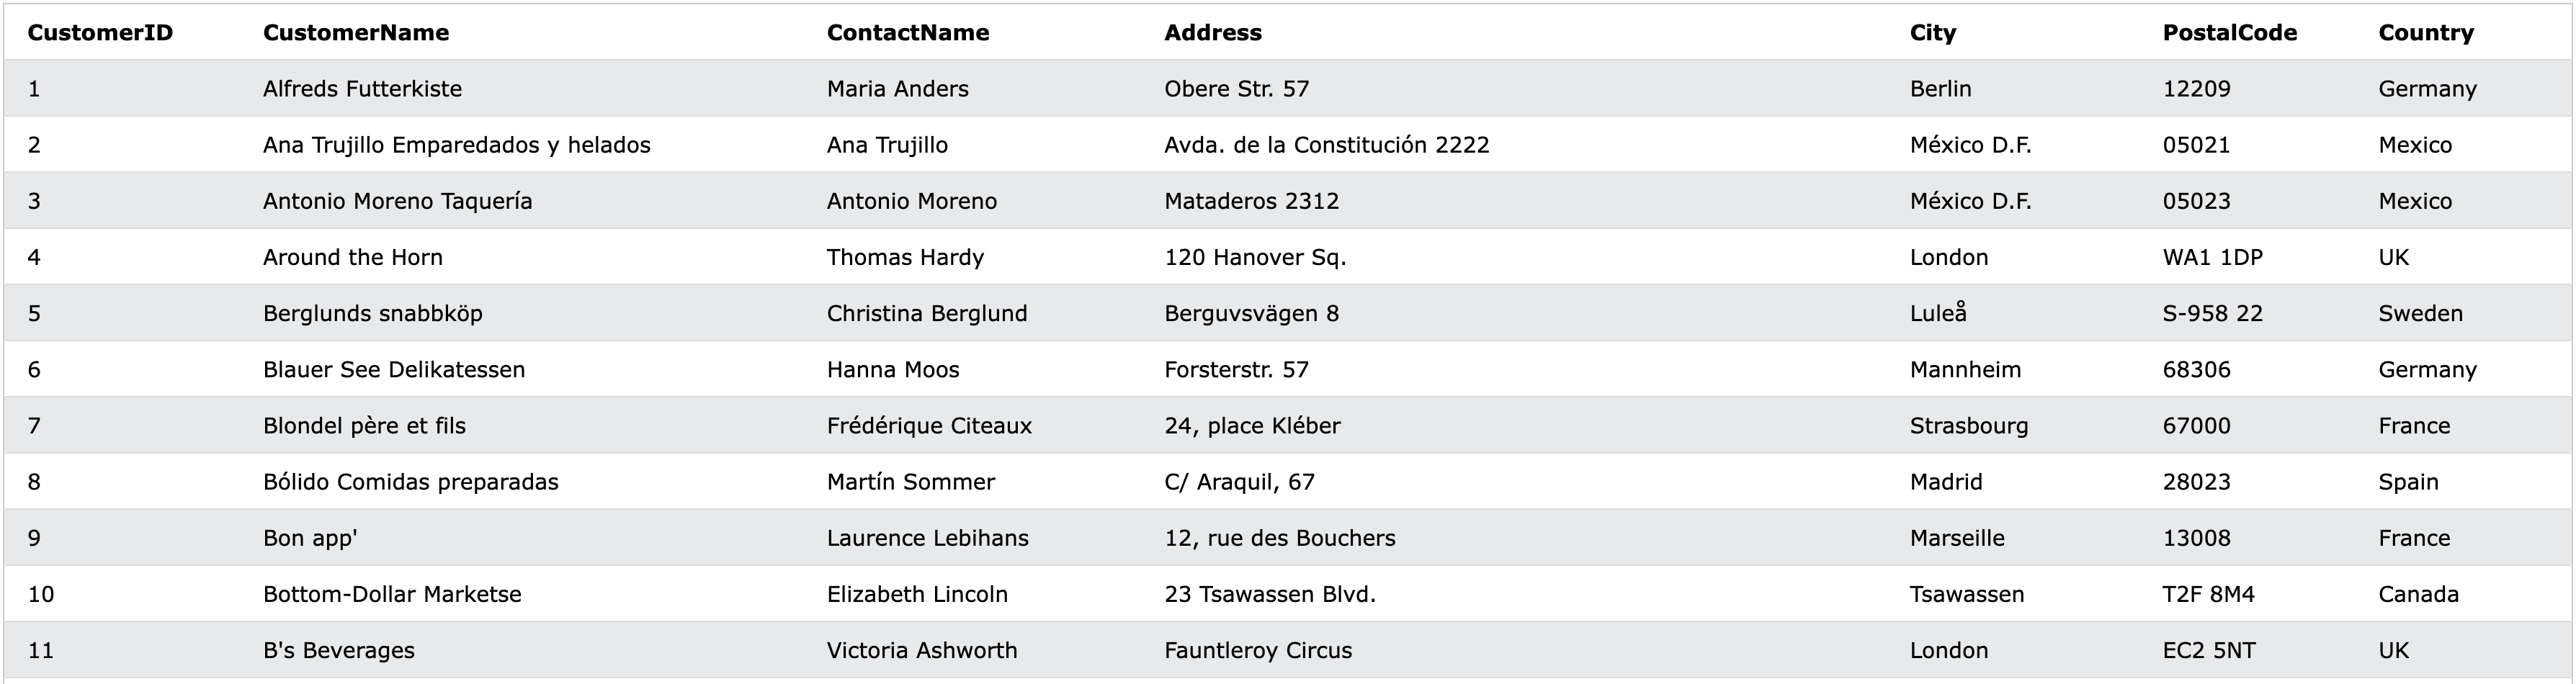 CustomerID CustomerName ContactName Address City PostalCode Country
1 Alfreds Futterkiste Maria Anders Obere Str. 57 Berlin 12209 Germany
2 Ana Trujillo Emparedados y helados Ana Trujillo Avda. de la Constitución 2222 México D.F. 05021 Mexico
3 Antonio Moreno Taquería Antonio Moreno Mataderos 2312 México D.F. 05023 Mexico
4 Around the Horn Thomas Hardy 120 Hanover Sq. London WA1 1DP UK
5 Berglunds snabbköp Christina Berglund Berguvsvägen 8 Luleå S-958 22 Sweden
6 Blauer See Delikatessen Hanna Moos Forsterstr. 57 Mannheim 68306 Germany
7 Blondel père et fils Frédérique Citeaux 24, place Kléber Strasbourg 67000 France
8 Bólido Comidas preparadas Martín Sommer C/ Araquil, 67 Madrid 28023 Spain
9 Bon app' Laurence Lebihans 12, rue des Bouchers Marseille 13008 France
10 Bottom-Dollar Marketse Elizabeth Lincoln 23 Tsawassen Blvd. Tsawassen T2F 8M4 Canada
11 B's Beverages Victoria Ashworth Fauntleroy Circus London EC2 5NT UK